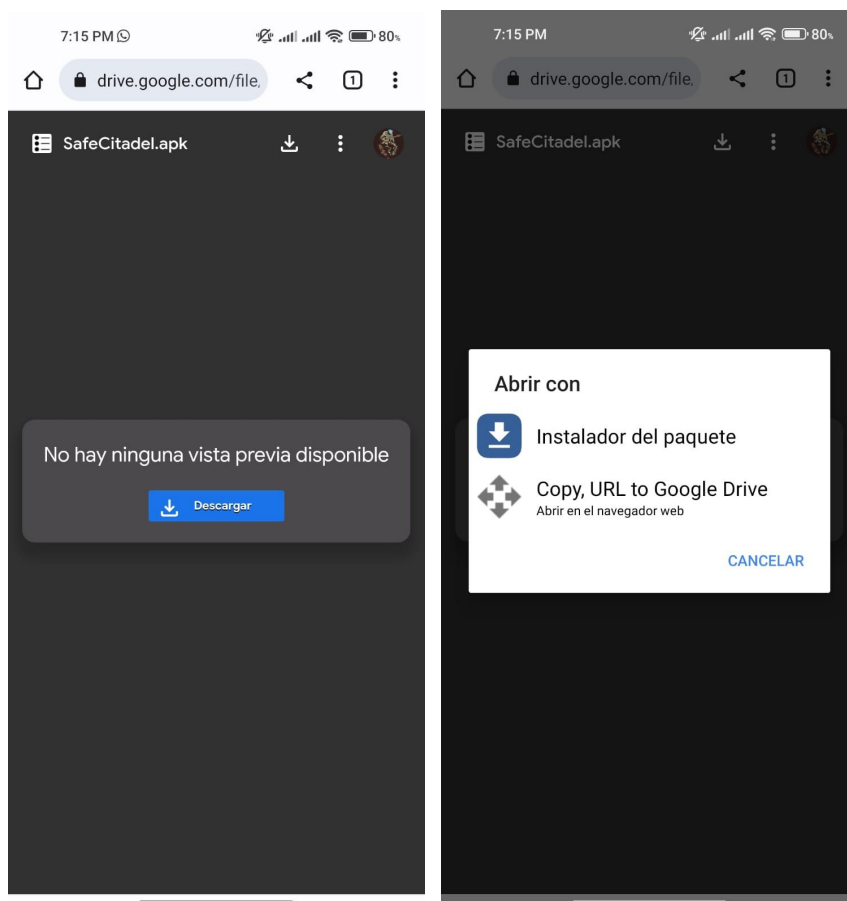 7:15 PM
80%
drive.google.com/file,
1
SafeCitadel.apk
No hay ninguna vista previa disponible
Descargar
7:15 PM
80%
drive.google.com/file,
1
SafeCitadel.apk
Abrir con
Instalador del paquete
Copy, URL to Google Drive
Abrir en el navegador web
CANCELAR